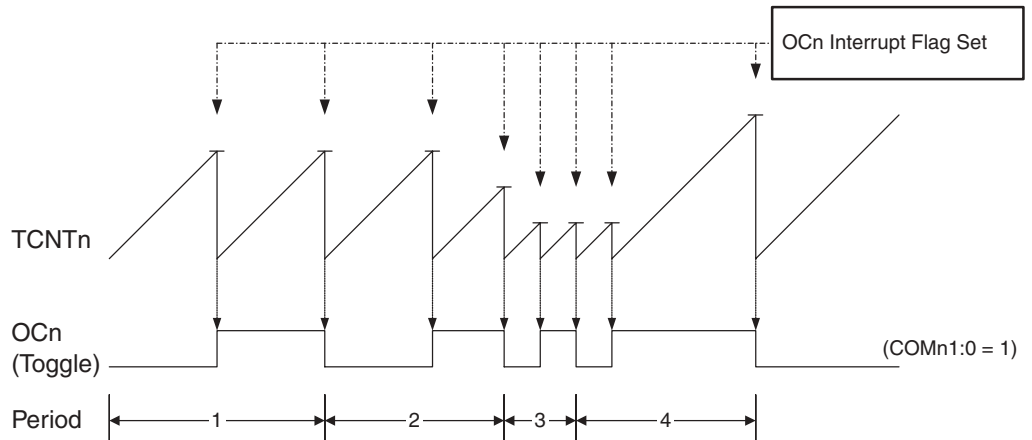 OCn Interrupt Flag Set
TCNTn
OCn
(Toggle)
(COMn1:0 = 1)
Period
1
2
3
4